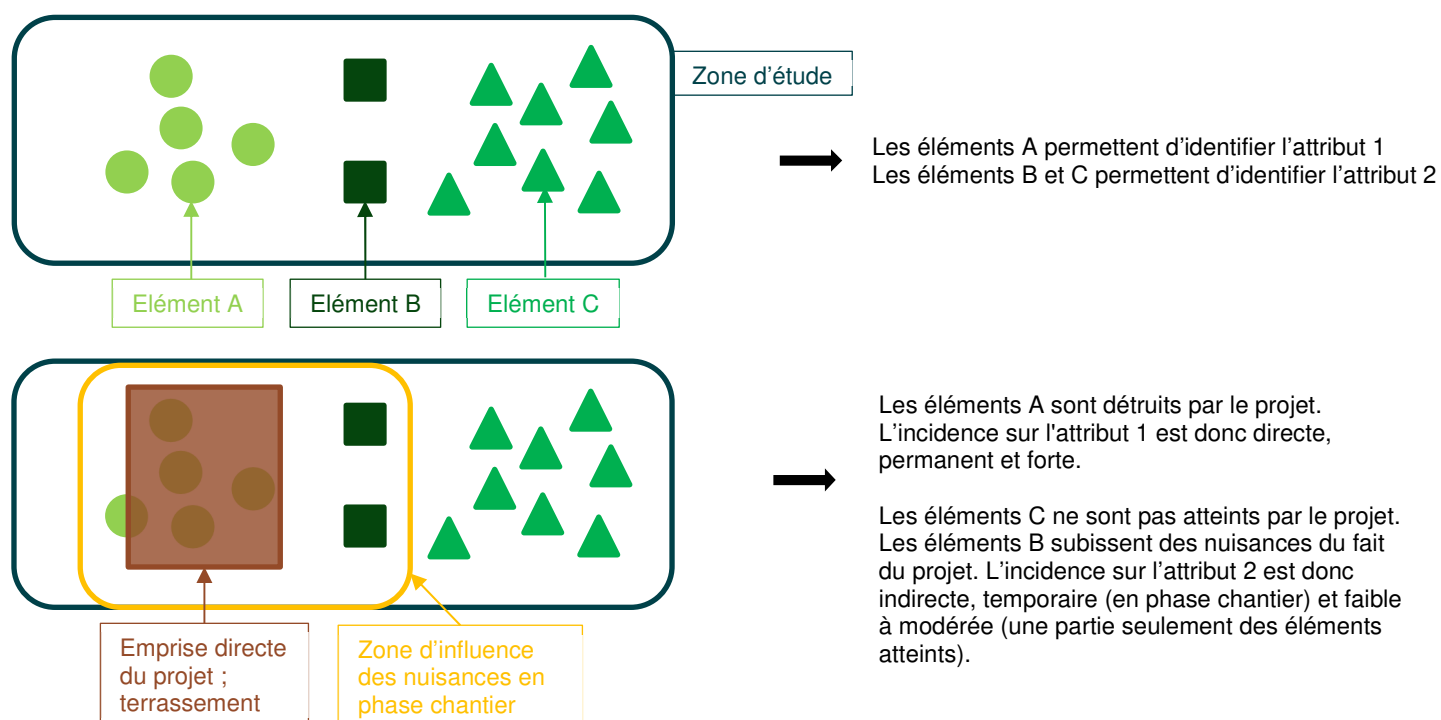 Zone d’étude
Les éléments A permettent d’identifier l’attribut 1
Les éléments B et C permettent d’identifier l’attribut 2
Elément A
Elément B
Elément C
Les éléments A sont détruits par le projet.
L’incidence sur l'attribut 1 est donc directe,
permanent et forte.
Les éléments C ne sont pas atteints par le projet.
Les éléments B subissent des nuisances du fait
du projet. L’incidence sur l’attribut 2 est donc
indirecte, temporaire (en phase chantier) et faible
à modérée (une partie seulement des éléments
atteints).
Emprise directe
du projet ;
terrassement
Zone d’influence
des nuisances en
phase chantier